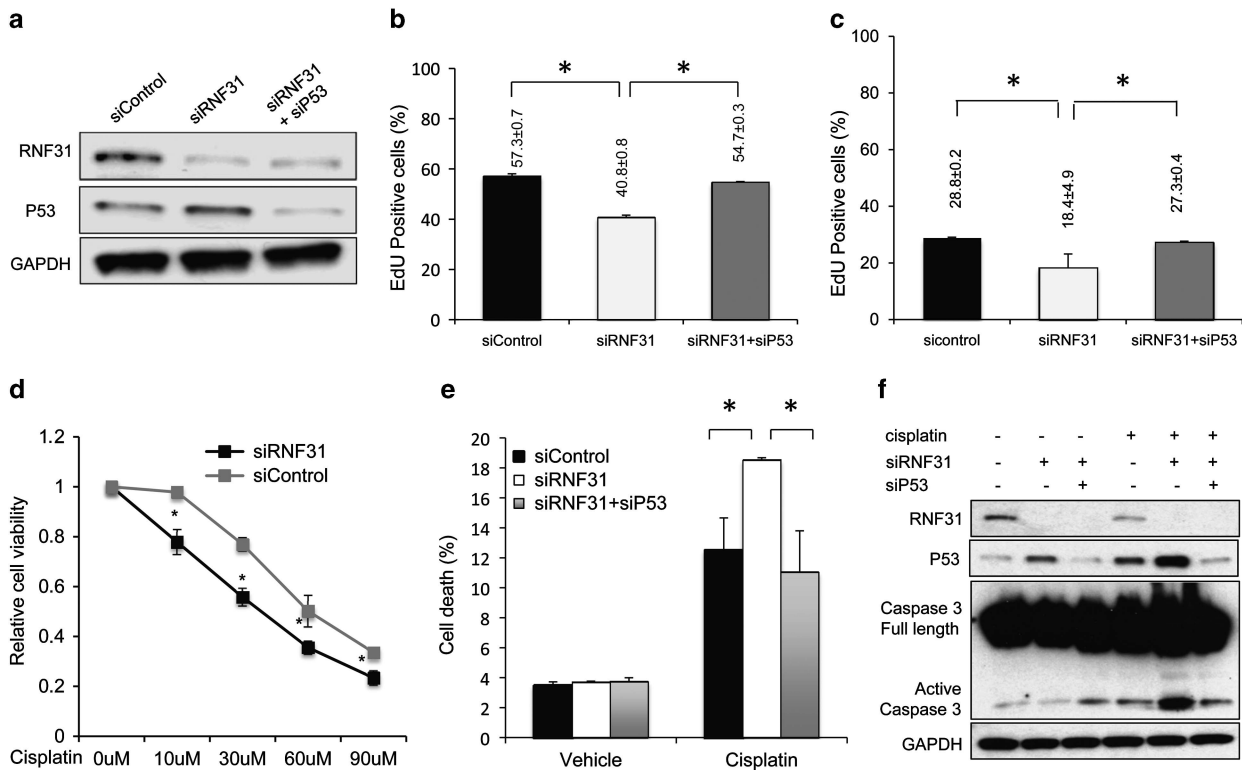 a
siControl
siRNF31
siRNF31
+ siP53
RNF31
P53
GAPDH
b
EdU Positive cells (%)
100
80
60
40
20
0
*
*
57.3±0.7
40.8±0.8
54.7±0.3
siControl
siRNF31
siRNF31+siP53
c
EdU Positive cells (%)
100
80
60
40
20
0
*
*
28.8±0.2
18.4±4.9
27.3±0.4
sicontrol
siRNF31
siRNF31+siP53
d
Relative cell viability
1.2
1
0.8
0.6
0.4
0.2
0
siRNF31
siControl
*
*
*
*
Cisplatin 0uM 10uM 30uM 60uM 90uM
e
Cell death (%)
20
18
16
14
12
10
8
6
4
2
0
siControl
siRNF31
siRNF31+siP53
*
*
Vehicle
Cisplatin
f
cisplatin - - - + + +
siRNF31 - + + - + +
siP53 - - + - - +
RNF31
P53
Caspase 3
Full length
Active
Caspase 3
GAPDH